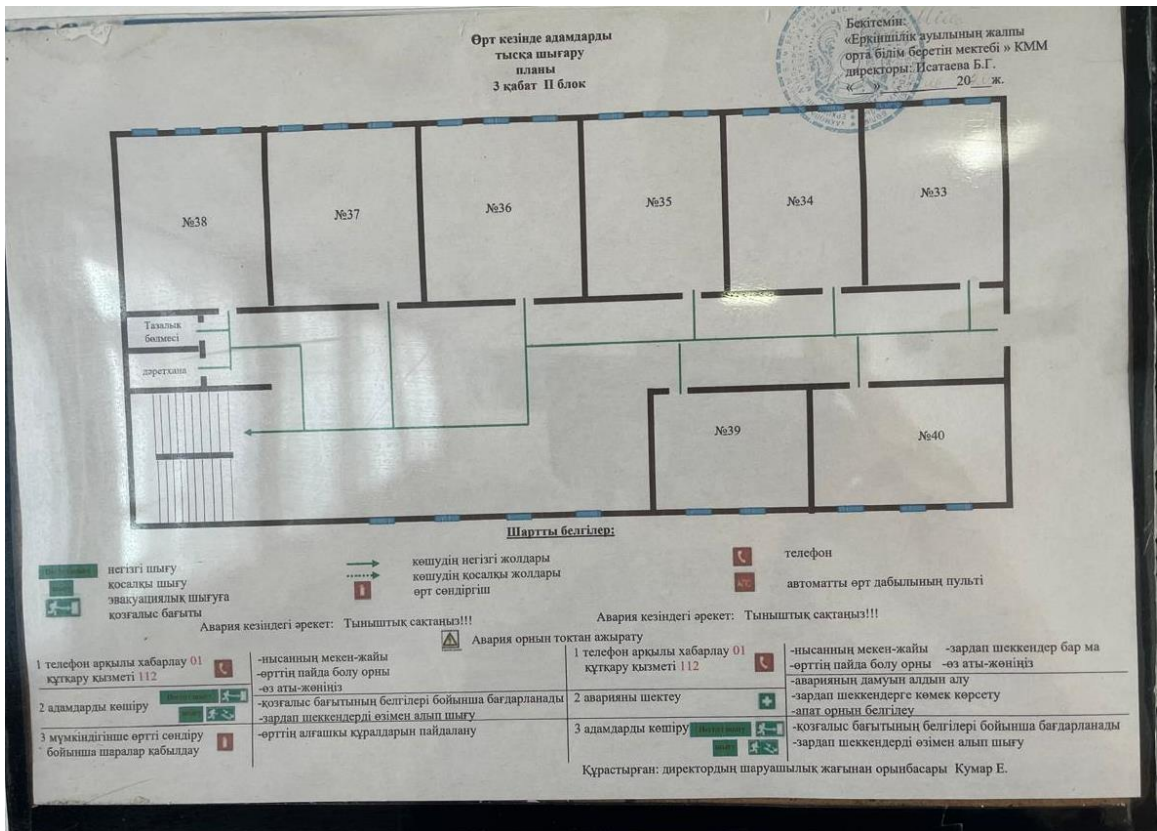 Өрт кезінде адамдарды
тысқа шығару
планы
3 қабат II блок
Бекітемін:
«Еркіншілік ауылының жалпы
орта білім беретін мектебі » КММ
директоры: Исатаева Б.Г.
«___»____________20___ж.
№38
№37
№36
№35
№34
№33
Тазалық
бөлмесі
дәретхана
№39
№40
Шартты белгілер:
негізгі шығу
қосалқы шығу
эвакуациялық шығуға
қозғалыс бағыты
көшудің негізгі жолдары
көшудің қосалқы жолдары
өрт сөндіргіш
телефон
автоматты өрт дабылының пульті
Авария кезіндегі әрекет: Тыныштық сақтаңыз!!!
Авария кезіндегі әрекет: Тыныштық сақтаңыз!!!
Авария орнын тоқтан ажырату
1 телефон арқылы хабарлау 01
құтқару қызметі 112
-нысанның мекен-жайы
-өрттің пайда болу орны
-өз аты-жөніңіз
2 адамдарды көшіру
-қозғалыс бағытының белгілері бойынша бағдарланады
-зардап шеккендерді өзімен алып шығу
3 мүмкіндігінше өртті сөндіру
бойынша шаралар қабылдау
-өрттің алғашқы құралдарын пайдалану
1 телефон арқылы хабарлау 01
құтқару қызметі 112
-нысанның мекен-жайы -зардап шеккендер бар ма
-өрттің пайда болу орны -өз аты-жөніңіз
2 аварияны шектеу
-аварияның дамуын алдын алу
-зардап шеккендерге көмек көрсету
-апат орнын белгілеу
3 адамдарды көшіру
-қозғалыс бағытының белгілері бойынша бағдарланады
-зардап шеккендерді өзімен алып шығу
Құрастырған: директордың шаруашылық жағынан орынбасары Кумар Е.